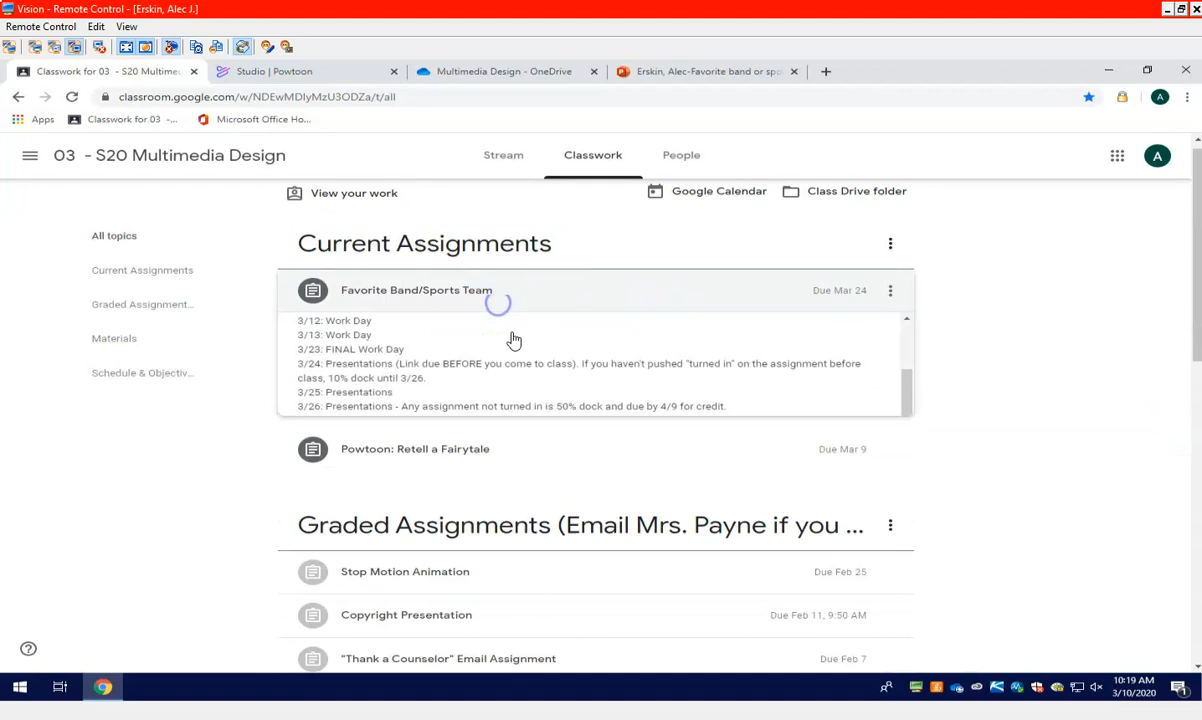 Vision - Remote Control - [Erskin, Alec J.]
Remote Control Edit View
Classwork for 03 - S20 Multimed
Studio | Powtoon
Multimedia Design - OneDrive
Erskin, Alec-Favorite band or spo
classroom.google.com/w/NDEwMDIyMzU3ODZa/t/all
A
Apps
Classwork for 03 -...
Microsoft Office Ho...
03 - S20 Multimedia Design
Stream
Classwork
People
A
View your work
Google Calendar
Class Drive folder
All topics
Current Assignments
Graded Assignment...
Materials
Schedule & Objectiv...
Current Assignments
Favorite Band/Sports Team
Due Mar 24
3/12: Work Day
3/13: Work Day
3/23: FINAL Work Day
3/24: Presentations (Link due BEFORE you come to class). If you haven't pushed "turned in" on the assignment before
class, 10% dock until 3/26.
3/25: Presentations
3/26: Presentations - Any assignment not turned in is 50% dock and due by 4/9 for credit.
Powtoon: Retell a Fairytale
Due Mar 9
Graded Assignments (Email Mrs. Payne if you ...
Stop Motion Animation
Due Feb 25
Copyright Presentation
Due Feb 11, 9:50 AM
"Thank a Counselor" Email Assignment
Due Feb 7
10:19 AM
3/10/2020
1